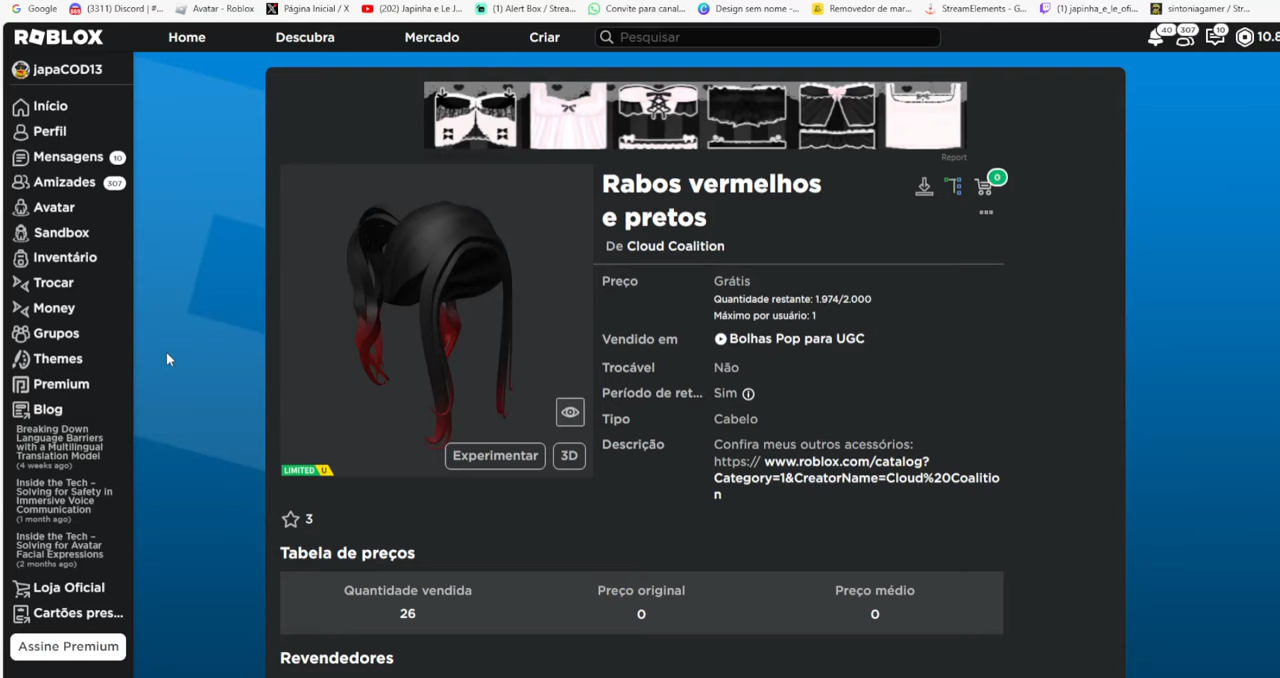 Google
(3311) Discord | #...
Avatar - Roblox
Página Inicial / X
(202) Japinha e Le J...
(1) Alert Box / Strea...
Convite para canal...
Design sem nome -...
Removedor de mar...
StreamElements - G...
(1) japinha_e_le_ofi...
sintoniagamer / Str...
ROBLOX
Home
Descubra
Mercado
Criar
Pesquisar
40
307
10
10.8
japaCOD13
Início
Perfil
Mensagens 10
Amizades 307
Avatar
Sandbox
Inventário
Trocar
Money
Grupos
Themes
Premium
Blog
Breaking Down
Language Barriers
with a Multilingual
Translation Model
(4 weeks ago)
Inside the Tech –
Solving for Safety in
Immersive Voice
Communication
(1 month ago)
Inside the Tech –
Solving for Avatar
Facial Expressions
(2 months ago)
Loja Oficial
Cartões pres...
Assine Premium
Report
Rabos vermelhos
e pretos
0
De Cloud Coalition
Preço
Grátis
Quantidade restante: 1.974/2.000
Máximo por usuário: 1
Vendido em
Bolhas Pop para UGC
Trocável
Não
Período de ret...
Sim
Tipo
Cabelo
Descrição
Confira meus outros acessórios:
https:// www.roblox.com/catalog?
Category=1&CreatorName=Cloud%20Coalitio
n
Experimentar
3D
LIMITED U
3
Tabela de preços
Quantidade vendida
Preço original
Preço médio
26
0
0
Revendedores